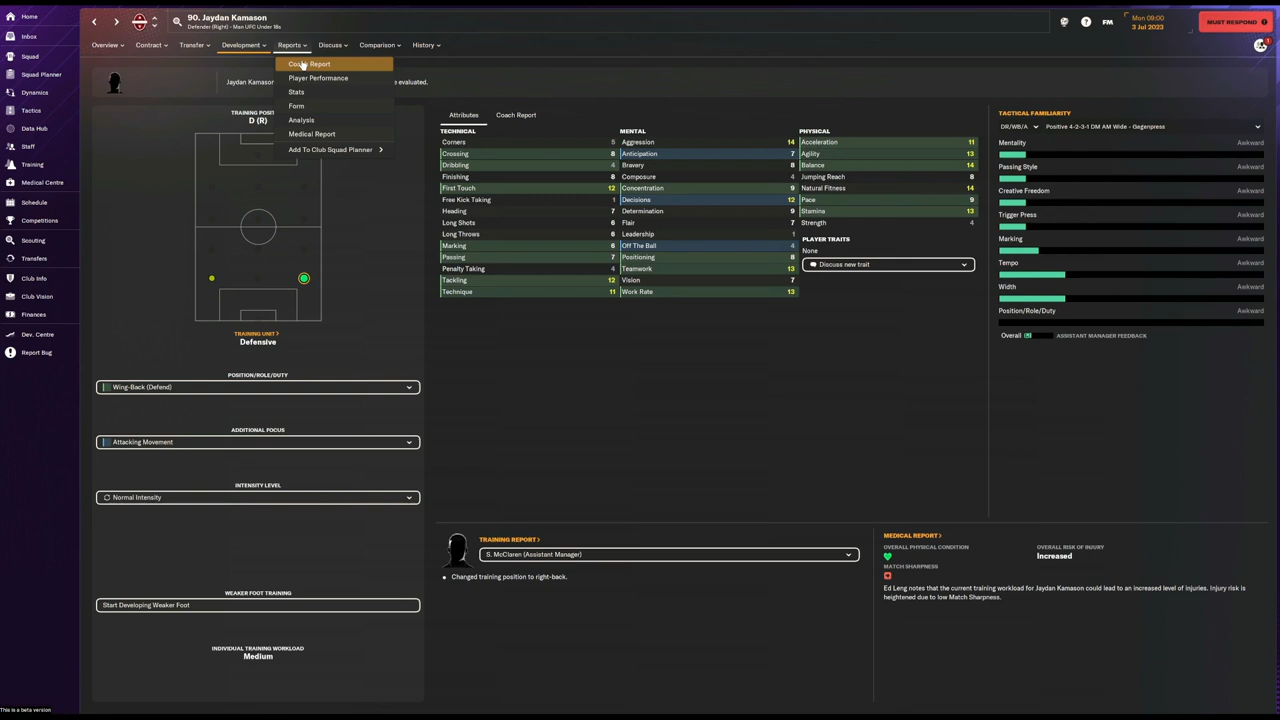 Home
Inbox
Squad
Squad Planner
Dynamics
Tactics
Data Hub
Staff
Training
Medical Centre
Schedule
Competitions
Scouting
Transfers
Club Info
Club Vision
Finances
Dev. Centre
Report Bug
This is a beta version
90. Jaydan Kamason
Defender (Right) - Man UFC Under 18s
FM
Mon 09:00
3 Jul 2023
MUST RESPOND
1
Overview
Contract
Transfer
Development
Reports
Discuss
Comparison
History
Coach Report
Player Performance
Stats
Form
Analysis
Medical Report
Add To Club Squad Planner
Jaydan Kamason
e evaluated.
TRAINING POSIT
D (R)
TRAINING UNIT
Defensive
POSITION/ROLE/DUTY
Wing-Back (Defend)
ADDITIONAL FOCUS
Attacking Movement
INTENSITY LEVEL
Normal Intensity
WEAKER FOOT TRAINING
Start Developing Weaker Foot
INDIVIDUAL TRAINING WORKLOAD
Medium
Attributes Coach Report
TECHNICAL
Corners 5
Crossing 8
Dribbling 4
Finishing 8
First Touch 12
Free Kick Taking 1
Heading 7
Long Shots 6
Long Throws 6
Marking 6
Passing 7
Penalty Taking 4
Tackling 12
Technique 11
MENTAL
Aggression 14
Anticipation 7
Bravery 8
Composure 4
Concentration 9
Decisions 12
Determination 9
Flair 7
Leadership 1
Off The Ball 4
Positioning 8
Teamwork 13
Vision 7
Work Rate 13
PHYSICAL
Acceleration 11
Agility 13
Balance 14
Jumping Reach 8
Natural Fitness 14
Pace 9
Stamina 13
Strength 4
PLAYER TRAITS
None
Discuss new trait
TACTICAL FAMILIARITY
DR/WB/A Positive 4-2-3-1 DM AM Wide - Gegenpress
Mentality Awkward
Passing Style Awkward
Creative Freedom Awkward
Trigger Press Awkward
Marking Awkward
Tempo Awkward
Width Awkward
Position/Role/Duty Awkward
Overall ASSISTANT MANAGER FEEDBACK
TRAINING REPORT
S. McClaren (Assistant Manager)
Changed training position to right-back.
MEDICAL REPORT
OVERALL PHYSICAL CONDITION
OVERALL RISK OF INJURY
Increased
MATCH SHARPNESS
Ed Leng notes that the current training workload for Jaydan Kamason could lead to an increased level of injuries. Injury risk is
heightened due to low Match Sharpness.